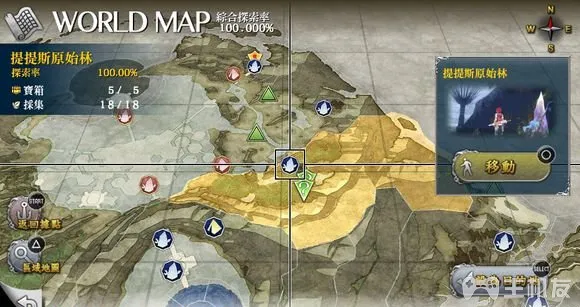 WORLD MAP
綜合探索率
100.000%
提提斯原始林
探索率 100.00%
寶箱 5/ 5
採集 18/18
N
W E
S
提提斯原始林
移動
START
返回據點
區域地圖
SELECT
手机友